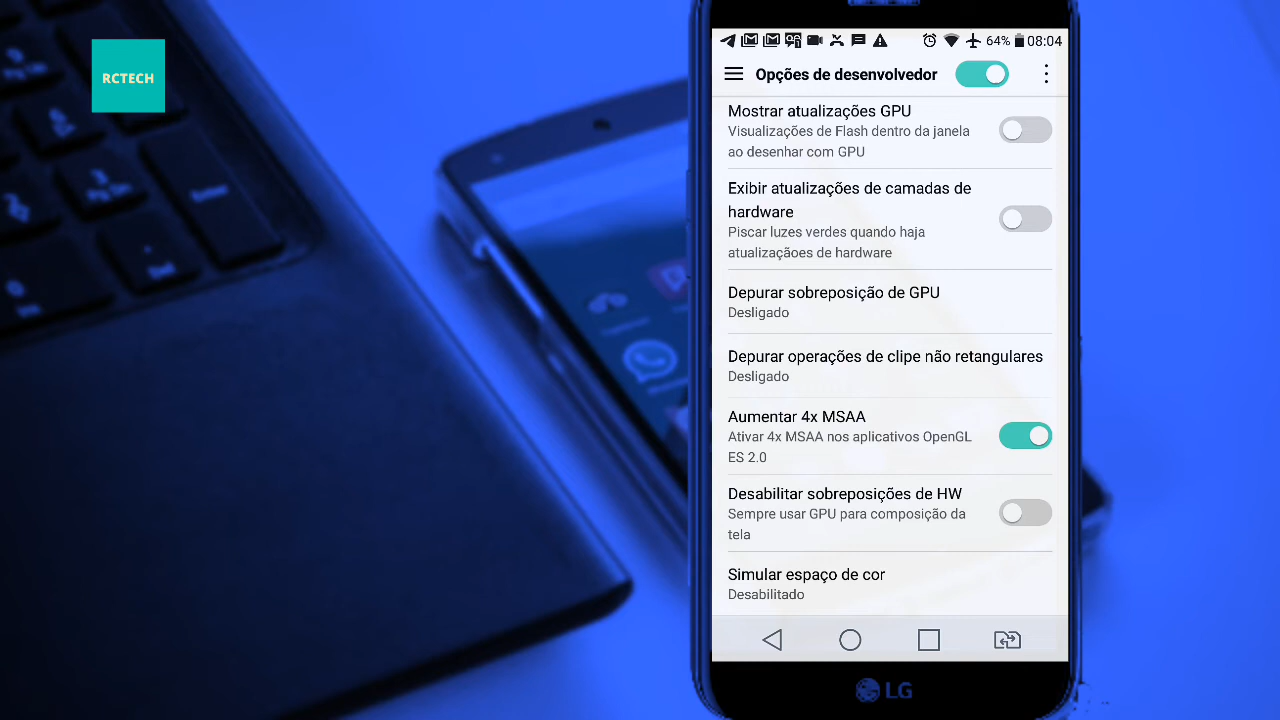 RCTECH
64% 08:04
Opções de desenvolvedor
Mostrar atualizações GPU
Visualizações de Flash dentro da janela
ao desenhar com GPU
Exibir atualizações de camadas de
hardware
Piscar luzes verdes quando haja
atualizaçãoes de hardware
Depurar sobreposição de GPU
Desligado
Depurar operações de clipe não retangulares
Desligado
Aumentar 4x MSAA
Ativar 4x MSAA nos aplicativos OpenGL
ES 2.0
Desabilitar sobreposições de HW
Sempre usar GPU para composição da
tela
Simular espaço de cor
Desabilitado
LG